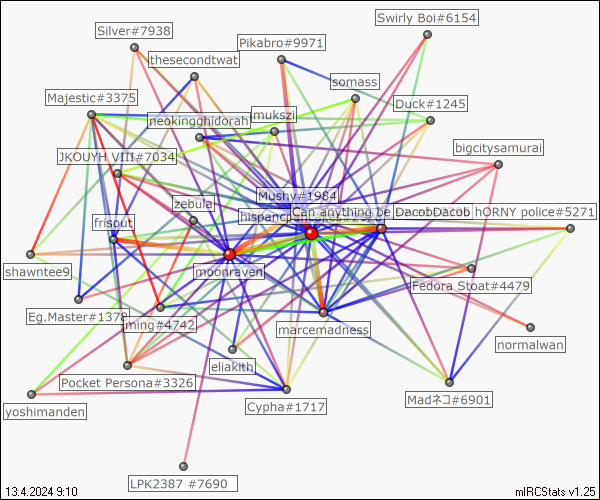 Swirly Boi#6154
Silver#7938
Pikabro#9971
thesecondtwat
somass
Majestic#3375
Duck#1245
mukszi
neokingghidorah
bigcitysamurai
JKOUYH VIII#7034
Mushy#1984
zebula
Can anything be
hORNY police#5271
frisout
shawntee9
moonraven
Fedora Stoat#4479
Eg.Master#1378
ming#4742
marcemadness
normalwan
eliakith
Pocket Persona#3326
Madネコ#6901
yoshimanden
Cypha#1717
LPK2387 #7690
13.4.2024 9:10
mIRCStats v1.25